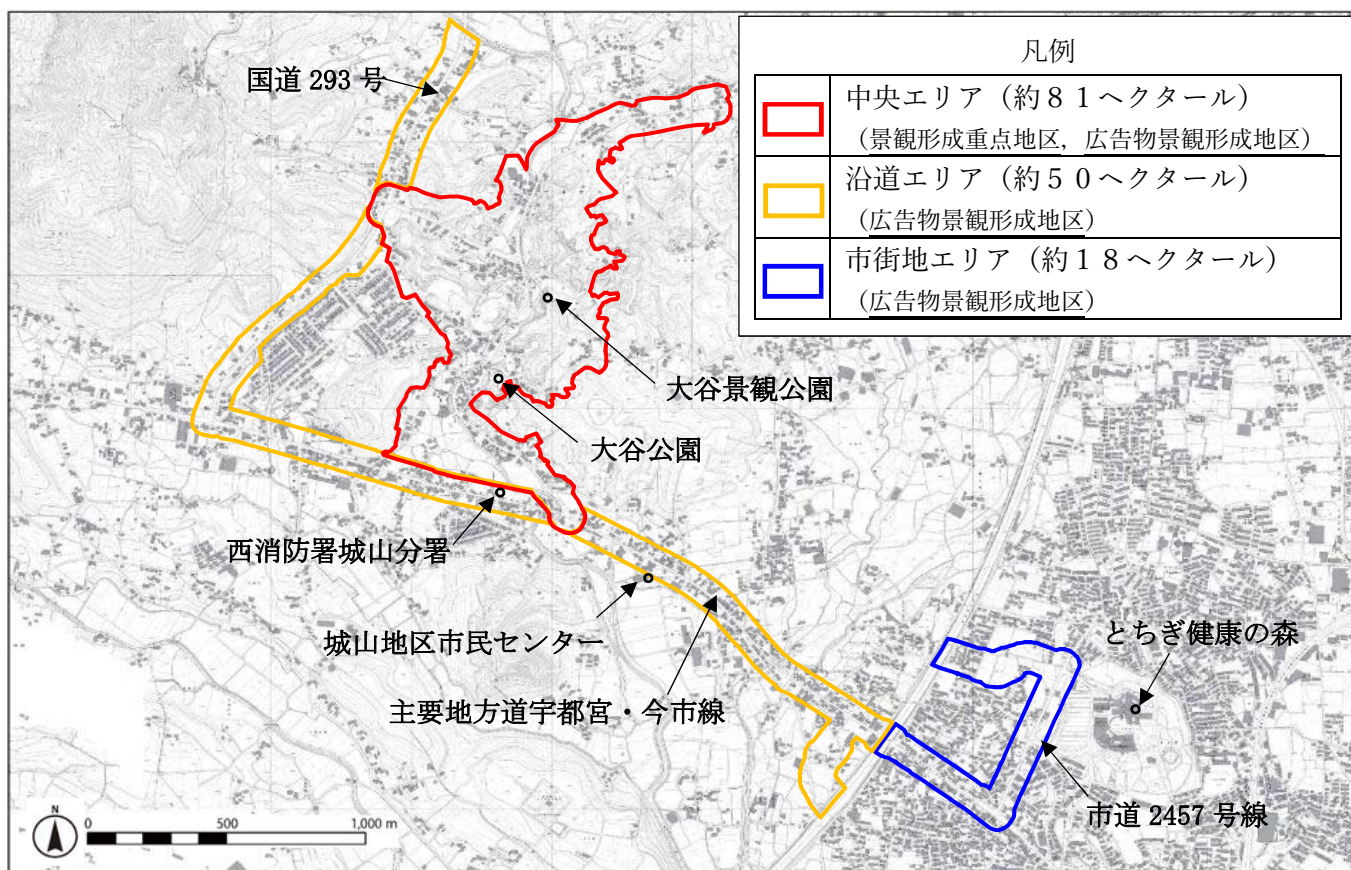 凡例
中央エリア（約８１ヘクタール）
（景観形成重点地区，広告物景観形成地区）
沿道エリア（約５０ヘクタール）
（広告物景観形成地区）
市街地エリア（約１８ヘクタール）
（広告物景観形成地区）
国道 293 号
大谷景観公園
大谷公園
西消防署城山分署
城山地区市民センター
主要地方道宇都宮・今市線
とちぎ健康の森
市道 2457 号線
N
0 500 1,000 m